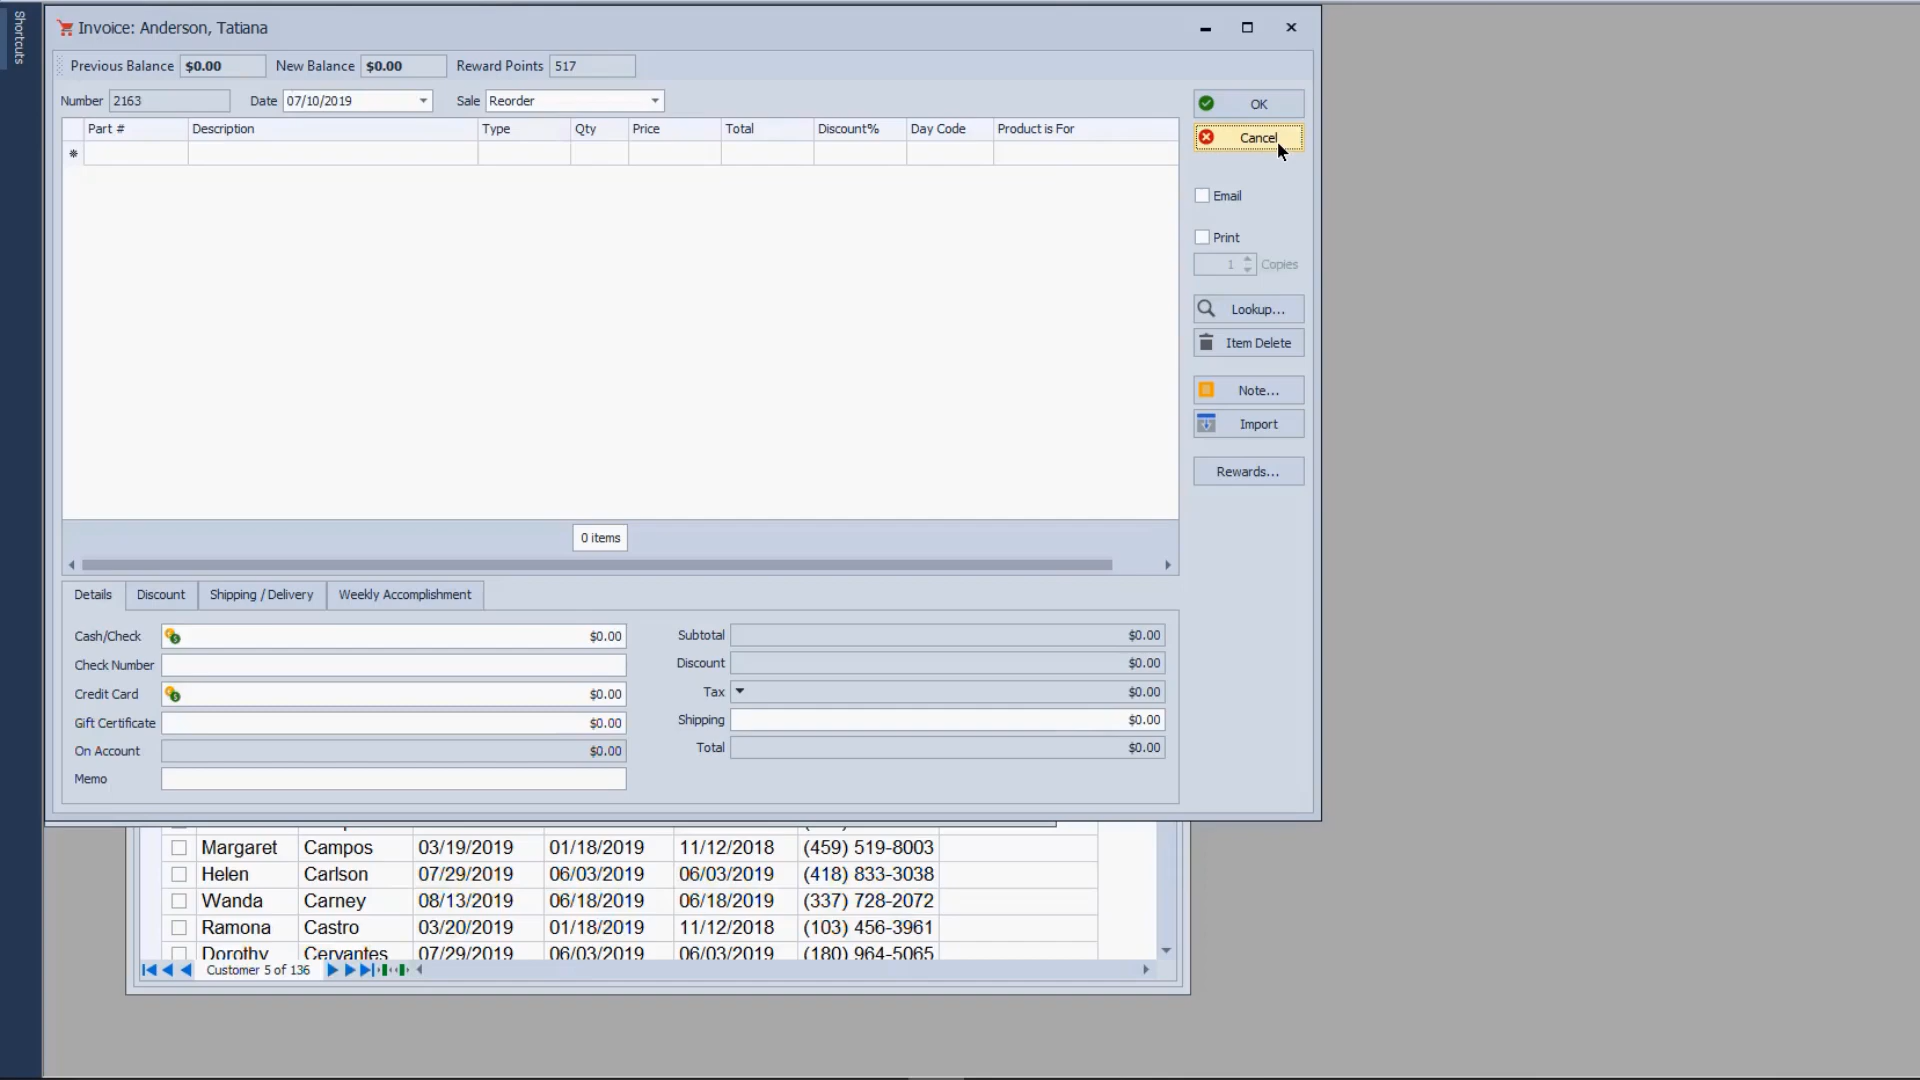 Shortcuts
Invoice: Anderson, Tatiana
Previous Balance $0.00 New Balance $0.00 Reward Points 517
Number 2163 Date 07/10/2019 Sale Reorder
OK
Part # Description Type Qty Price Total Discount% Day Code Product is For
Cancel
Email
Print
1 Copies
Lookup...
Item Delete
Note...
Import
Rewards...
0 items
Details Discount Shipping / Delivery Weekly Accomplishment
Cash/Check $0.00 Subtotal $0.00
Check Number Discount $0.00
Credit Card $0.00 Tax $0.00
Gift Certificate $0.00 Shipping $0.00
On Account $0.00 Total $0.00
Memo
Margaret Campos 03/19/2019 01/18/2019 11/12/2018 (459) 519-8003
Helen Carlson 07/29/2019 06/03/2019 06/03/2019 (418) 833-3038
Wanda Carney 08/13/2019 06/18/2019 06/18/2019 (337) 728-2072
Ramona Castro 03/20/2019 01/18/2019 11/12/2018 (103) 456-3961
Dorothy Cervantes 07/29/2019 06/03/2019 06/03/2019 (180) 964-5065
Customer 5 of 136